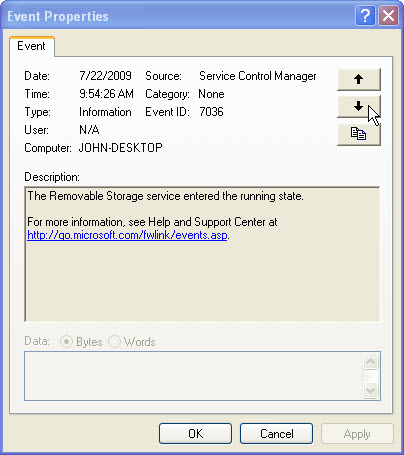 Event Properties
Event
Date: 7/22/2009 Source: Service Control Manager
Time: 9:54:26 AM Category: None
Type: Information Event ID: 7036
User: N/A
Computer: JOHN-DESKTOP
Description:
The Removable Storage service entered the running state.
For more information, see Help and Support Center at
http://go.microsoft.com/fwlink/events.asp.
Data: Bytes Words
OK Cancel Apply